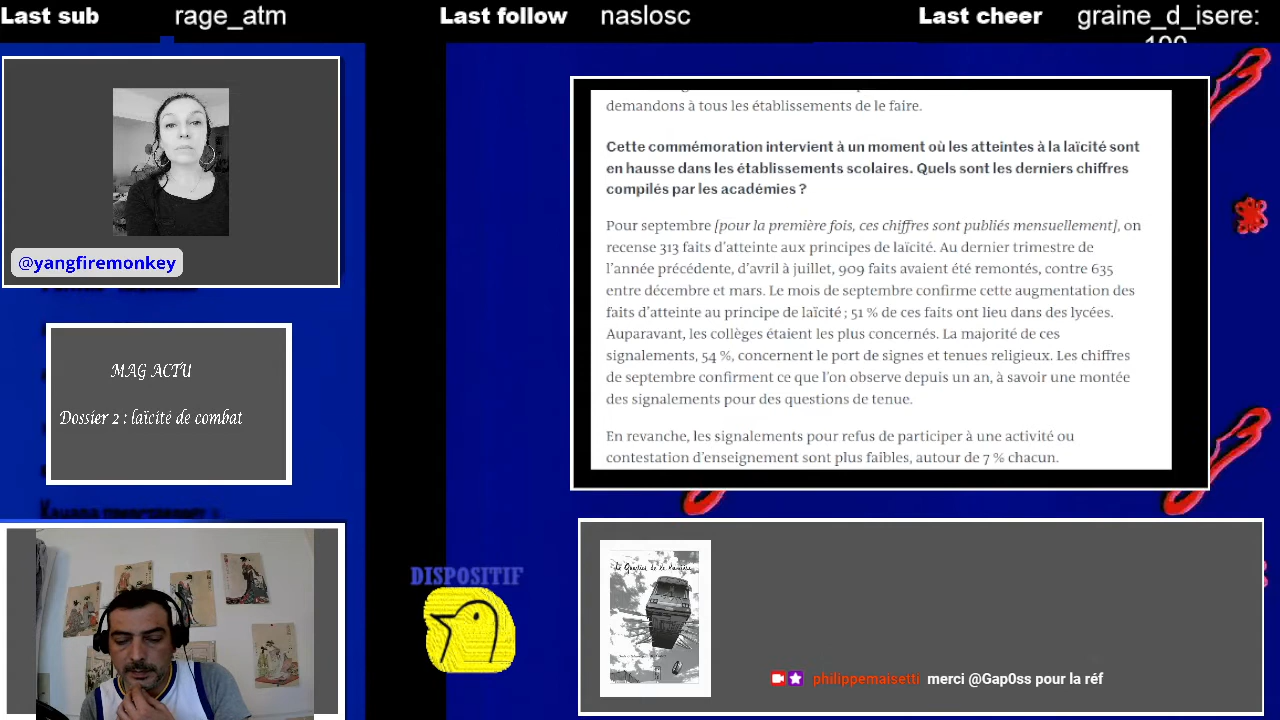 Last sub
rage_atm
Last follow
naslosc
Last cheer
graine_d_isere:
@yangfiremonkey
MAG ACTU
Dossier 2 : laïcité de combat
demandons à tous les établissements de le faire.
Cette commémoration intervient à un moment où les atteintes à la laïcité sont
en hausse dans les établissements scolaires. Quels sont les derniers chiffres
compilés par les académies ?
Pour septembre [pour la première fois, ces chiffres sont publiés mensuellement], on
recense 313 faits d’atteinte aux principes de laïcité. Au dernier trimestre de
l’année précédente, d’avril à juillet, 909 faits avaient été remontés, contre 635
entre décembre et mars. Le mois de septembre confirme cette augmentation des
faits d’atteinte au principe de laïcité ; 51 % de ces faits ont lieu dans des lycées.
Auparavant, les collèges étaient les plus concernés. La majorité de ces
signalements, 54 %, concernent le port de signes et tenues religieux. Les chiffres
de septembre confirment ce que l’on observe depuis un an, à savoir une montée
des signalements pour des questions de tenue.
En revanche, les signalements pour refus de participer à une activité ou
contestation d’enseignement sont plus faibles, autour de 7 % chacun.
DISPOSITIF
philippemaisetti merci @Gap0ss pour la réf